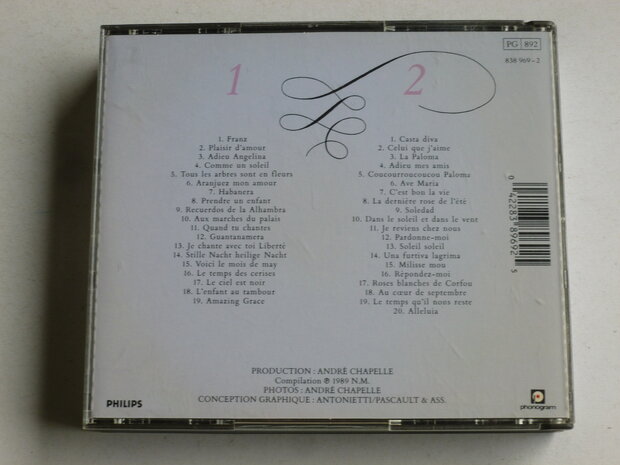 PG 892
838 969-2
1
1. Franz
2. Plaisir d'amour
3. Adieu Angelina
4. Comme un soleil
5. Tous les arbres sont en fleurs
6. Aranjuez mon amour
7. Habanera
8. Prendre un enfant
9. Recuerdos de la Alhambra
10. Aux marches du palais
11. Quand tu chantes
12. Guantanamera
13. Je chante avec toi Liberté
14. Stille Nacht heilige Nacht
15. Voici le mois de may
16. Le temps des cerises
17. Le ciel est noir
18. L'enfant au tambour
19. Amazing Grace
2
1. Casta diva
2. Celui que j'aime
3. La Paloma
4. Adieu mes amis
5. Coucourroucoucou Paloma
6. Ave Maria
7. C'est bon la vie
8. La dernière rose de l'été
9. Soledad
10. Dans le soleil et dans le vent
11. Je reviens chez nous
12. Pardonne-moi
13. Soleil soleil
14. Una furtiva lagrima
15. Milisse mou
16. Répondez-moi
17. Roses blanches de Corfou
18. Au cœur de septembre
19. Le temps qu'il nous reste
20. Alleluia
0 42283 89692 5
PRODUCTION : ANDRÉ CHAPELLE
Compilation ℗ 1989 N.M.
PHOTOS : ANDRÉ CHAPELLE
CONCEPTION GRAPHIQUE : ANTONIETTI/PASCAULT & ASS.
PHILIPS
phonogram